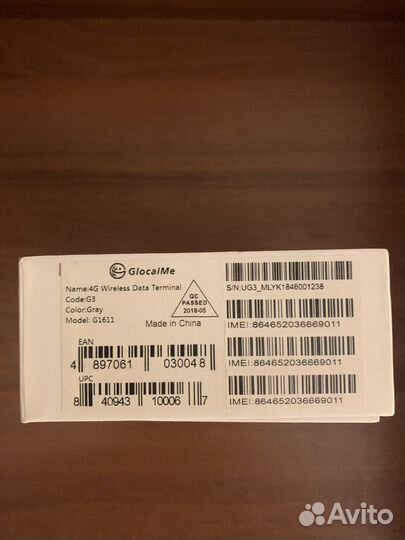 GlocalMe
Name:4G Wireless Data Terminal
Code:G3
Color:Gray
Model: G1611
QC
PASSED
2018-05
Made in China
EAN
4 897061 030048
UPC
8 40943 10006 7
S/N:UG3_MLYK1846001238
IMEI:864652036669011
IMEI:864652036669011
IMEI:864652036669011
Avito